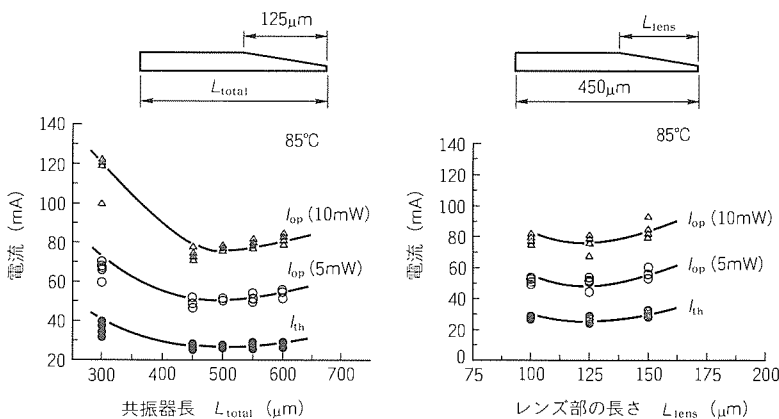 125μm
L_total
85℃
140
120
100
80
60
40
20
300 400 500 600 700
電流 (mA)
I_op (10mW)
I_op (5mW)
I_th
共振器長 L_total (μm)
L_lens
450μm
85℃
140
120
100
80
60
40
20
0
75 100 125 150 175 200
電流 (mA)
I_op (10mW)
I_op (5mW)
I_th
レンズ部の長さ L_lens (μm)